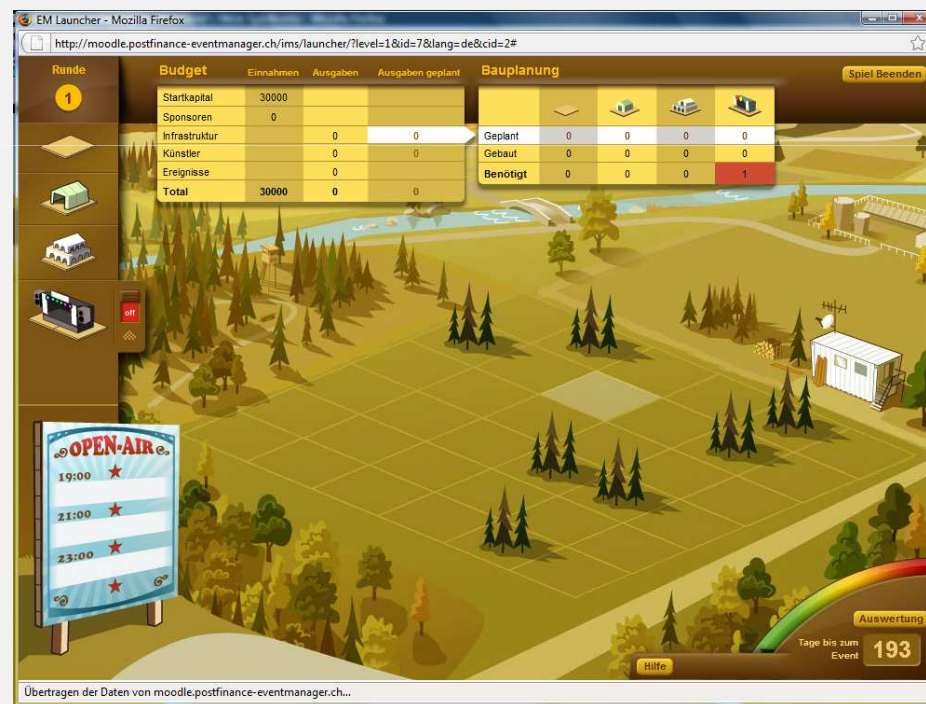 EM Launcher - Mozilla Firefox
http://moodle.postfinance-eventmanager.ch/ims/launcher/?level=1&id=7&lang=de&cid=2#
Runde
1
Budget Einnahmen Ausgaben Ausgaben geplant
Startkapital 30000
Sponsoren 0
Infrastruktur 0 0
Künstler 0 0
Ereignisse 0
Total 30000 0 0
Bauplanung
Geplant 0 0 0 0
Gebaut 0 0 0 0
Benötigt 0 0 0 1
Spiel Beenden
off
OPEN-AIR
19:00
21:00
23:00
Auswertung
Tage bis zum
Event 193
Hilfe
Übertragen der Daten von moodle.postfinance-eventmanager.ch...